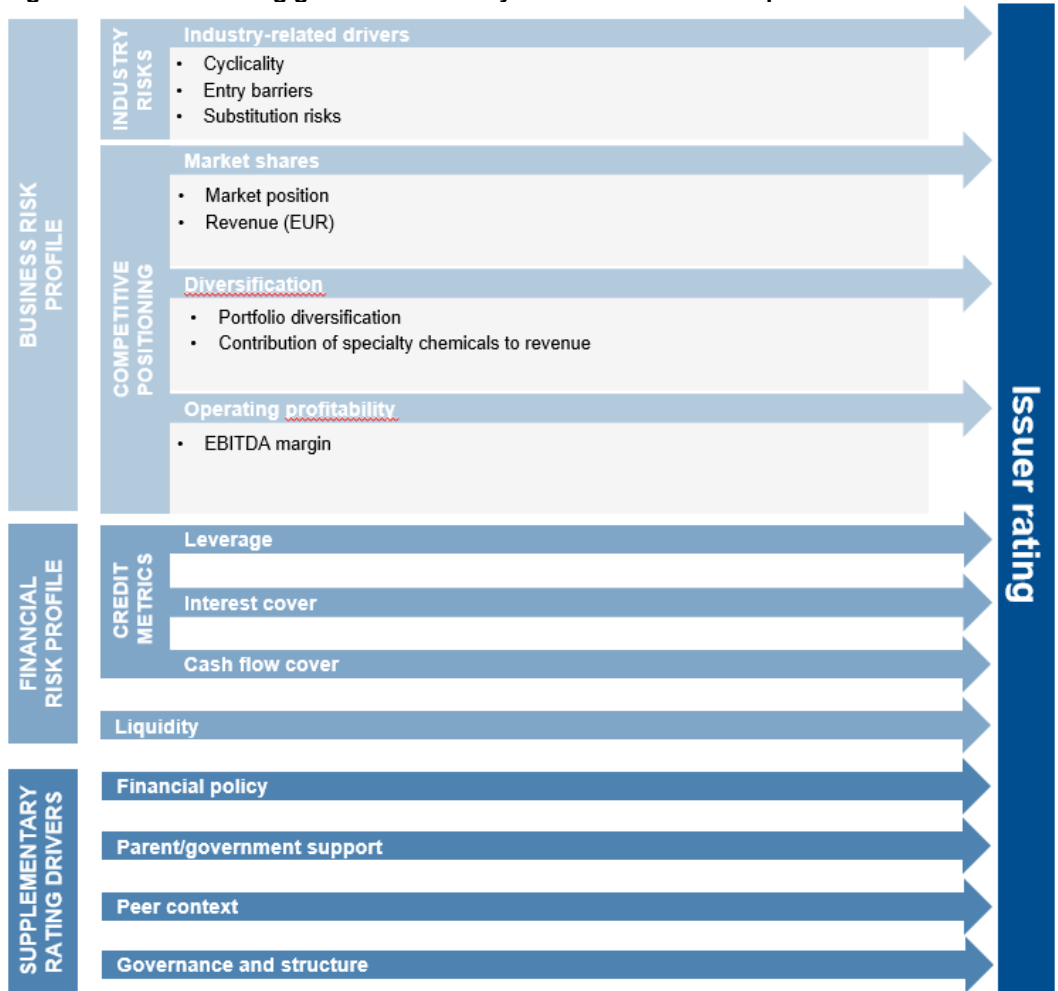 BUSINESS RISK
PROFILE
INDUSTRY
RISKS
Industry-related drivers
• Cyclicality
• Entry barriers
• Substitution risks
COMPETITIVE
POSITIONING
Market shares
• Market position
• Revenue (EUR)
Diversification
• Portfolio diversification
• Contribution of specialty chemicals to revenue
Operating profitability
• EBITDA margin
FINANCIAL
RISK PROFILE
CREDIT
METRICS
Leverage
Interest cover
Cash flow cover
Liquidity
SUPPLEMENTARY
RATING DRIVERS
Financial policy
Parent/government support
Peer context
Governance and structure
Issuer rating